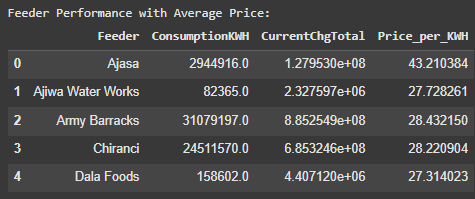 Feeder Performance with Average Price:
Feeder ConsumptionKWH CurrentChgTotal Price_per_KWH
0 Ajasa 2944916.0 1.279530e+08 43.210384
1 Ajiwa Water Works 82365.0 2.327597e+06 27.728261
2 Army Barracks 31079197.0 8.852549e+08 28.432150
3 Chiranci 24511570.0 6.853246e+08 28.220904
4 Dala Foods 158602.0 4.407120e+06 27.314023